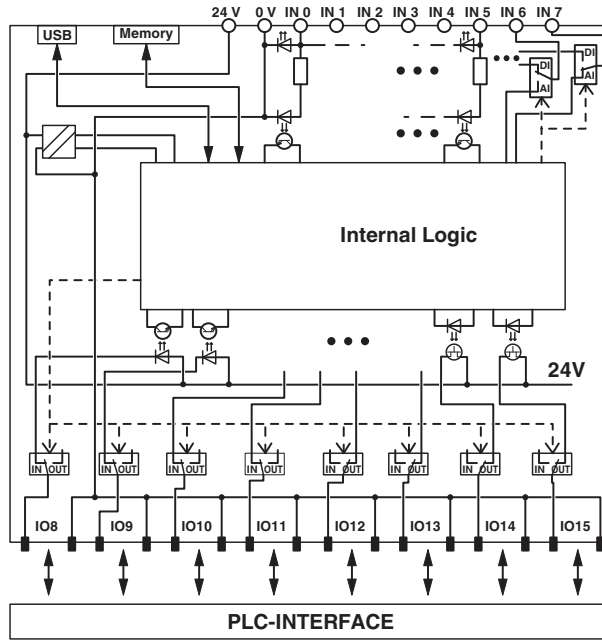 24 V 0 V IN 0 IN 1 IN 2 IN 3 IN 4 IN 5 IN 6 IN 7
USB Memory
DI
DI
AI
AI
Internal Logic
24V
IN OUT IN OUT IN OUT IN OUT IN OUT IN OUT IN OUT IN OUT
IO8 IO9 IO10 IO11 IO12 IO13 IO14 IO15
PLC-INTERFACE